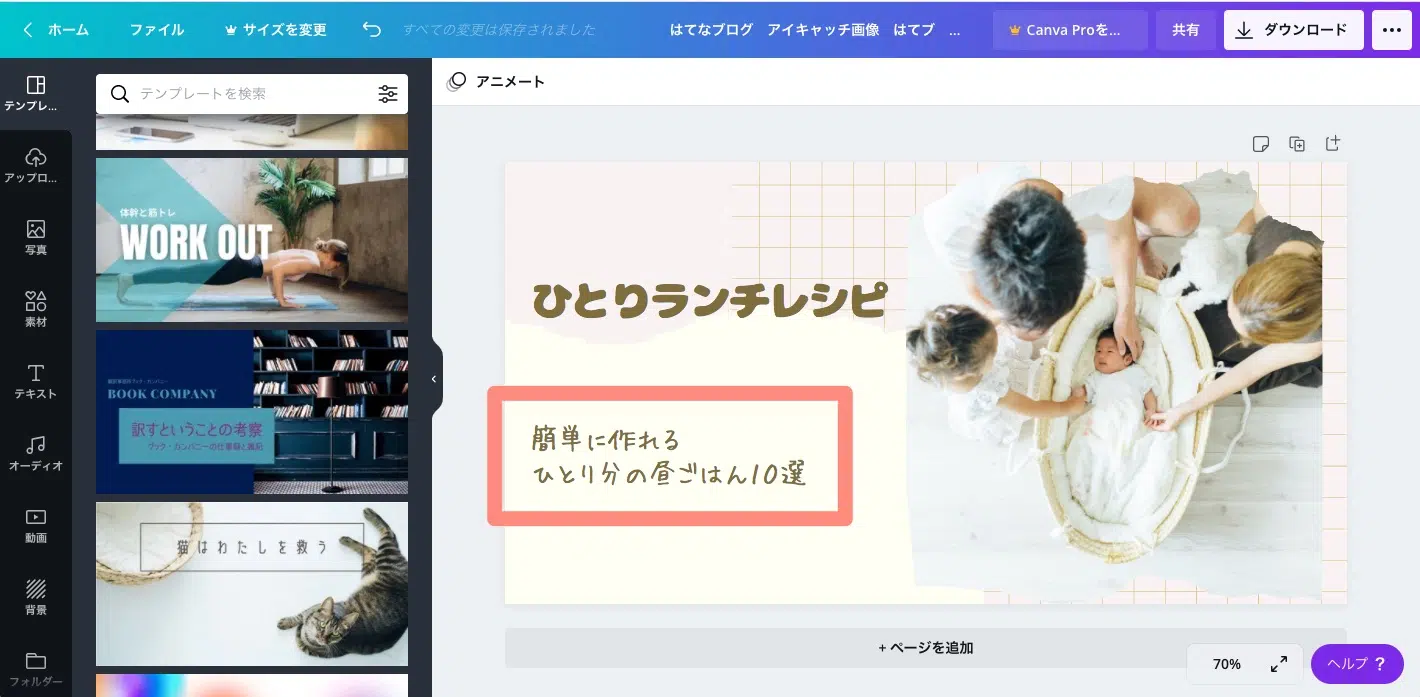 ホーム
ファイル
サイズを変更
すべての変更は保存されました
はてなブログ アイキャッチ画像 はてブ ...
Canva Proを...
共有
ダウンロード
テンプレ...
アップロ...
写真
素材
テキスト
オーディオ
動画
背景
フォルダー
テンプレートを検索
体幹と筋トレ
WORK OUT
BOOK COMPANY
訳すということの考察
ブック・カンパニーの仕事録と雑記
猫はわたしを救う
アニメート
ひとりランチレシピ
簡単に作れる
ひとり分の昼ごはん10選
+ ページを追加
70%
ヘルプ ?